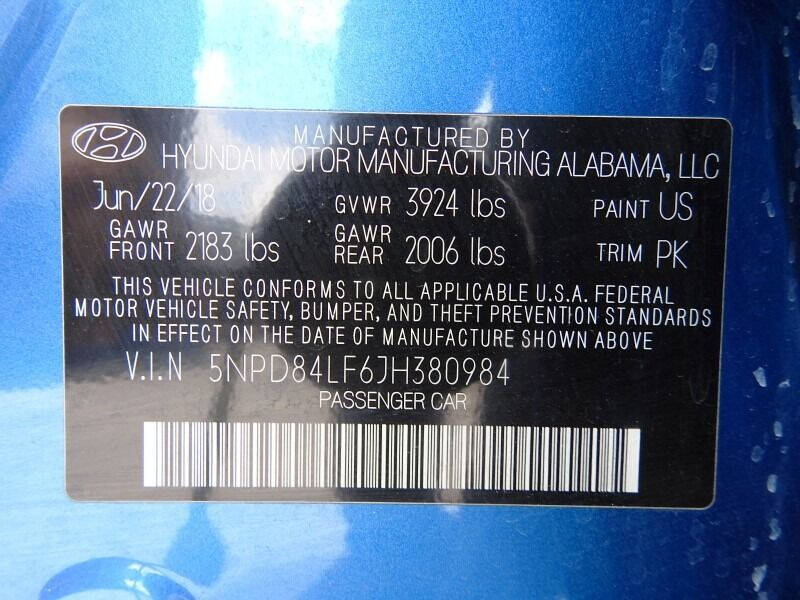 MANUFACTURED BY
HYUNDAI MOTOR MANUFACTURING ALABAMA, LLC
Jun/22/18 GVWR 3924 lbs PAINT US
GAWR FRONT 2183 lbs GAWR REAR 2006 lbs TRIM PK
THIS VEHICLE CONFORMS TO ALL APPLICABLE U.S.A. FEDERAL
MOTOR VEHICLE SAFETY, BUMPER, AND THEFT PREVENTION STANDARDS
IN EFFECT ON THE DATE OF MANUFACTURE SHOWN ABOVE
V.I.N 5NPD84LF6JH380984
PASSENGER CAR